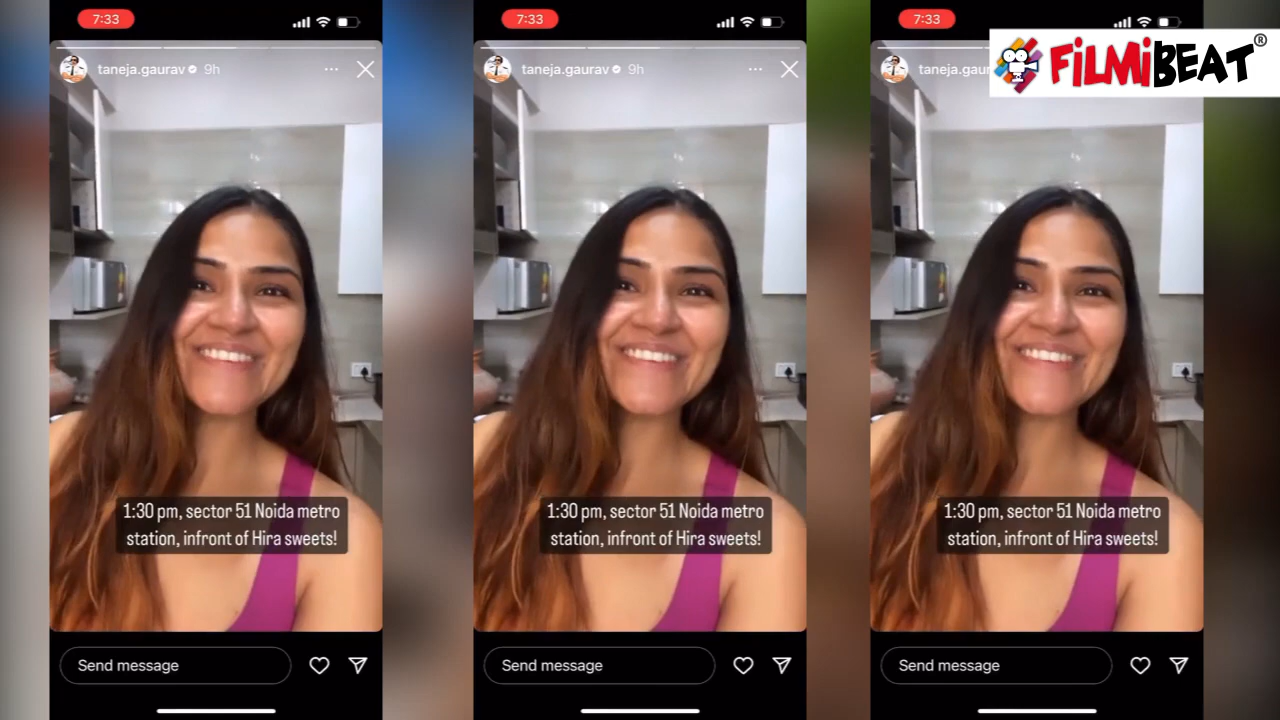 7:33
taneja.gaurav 9h
1:30 pm, sector 51 Noida metro
station, infront of Hira sweets!
Send message
7:33
taneja.gaurav 9h
1:30 pm, sector 51 Noida metro
station, infront of Hira sweets!
Send message
7:33
taneja.gaur
FiLMiBEAT®
1:30 pm, sector 51 Noida metro
station, infront of Hira sweets!
Send message